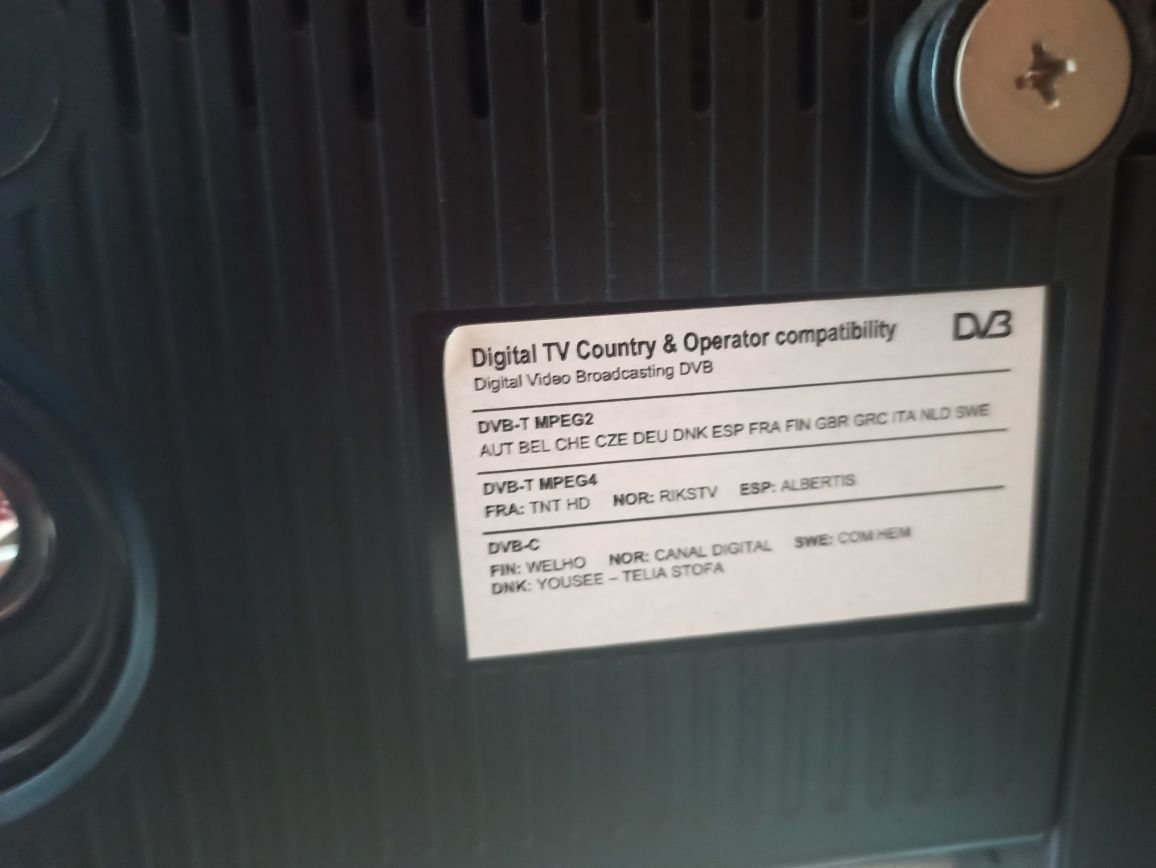 Digital TV Country & Operator compatibility
DVB
Digital Video Broadcasting DVB
DVB-T MPEG2
AUT BEL CHE CZE DEU DNK ESP FRA FIN GBR GRC ITA NLD SWE
DVB-T MPEG4
FRA: TNT HD NOR: RIKSTV ESP: ALBERTIS
DVB-C
FIN: WELHO NOR: CANAL DIGITAL SWE: COM HEM
DNK: YOUSEE – TELIA STOFA